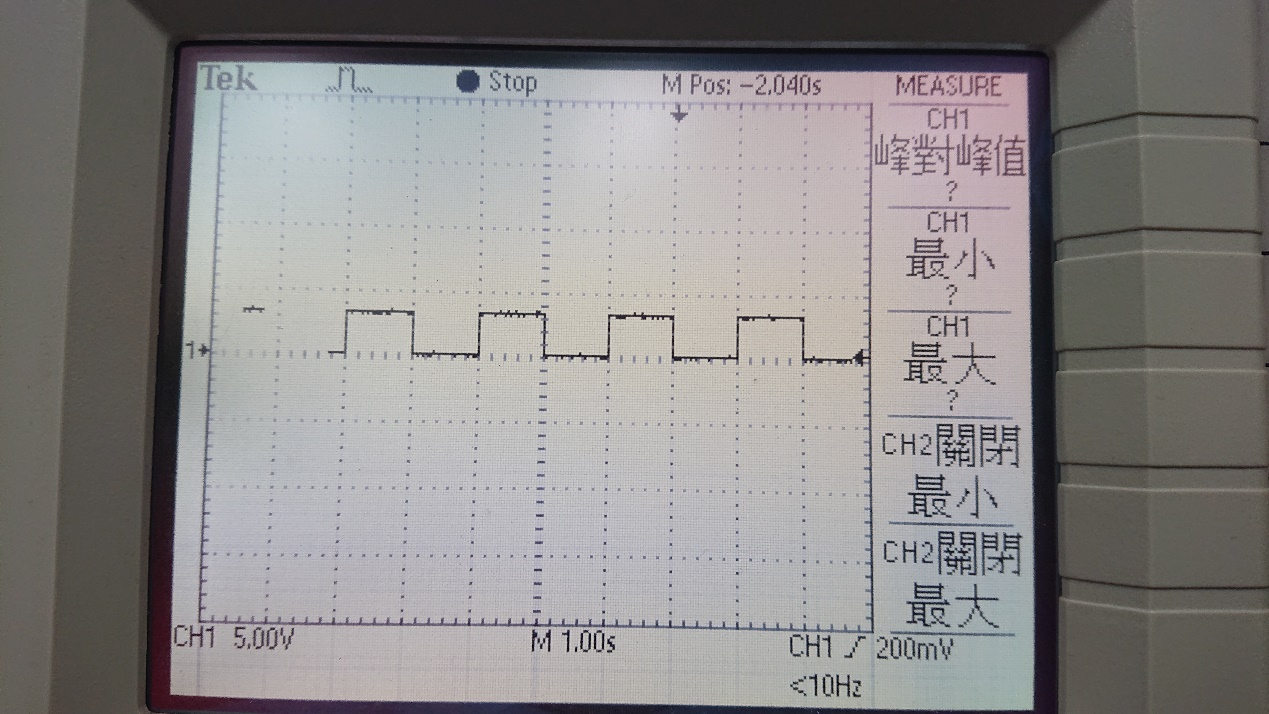 Tek Stop M Pos: -2.040s MEASURE
CH1
峰對峰值
?
CH1
最小
?
CH1
最大
?
CH2關閉
最小
CH2關閉
最大
1
CH1 5.00V M 1.00s CH1 200mV
<10Hz